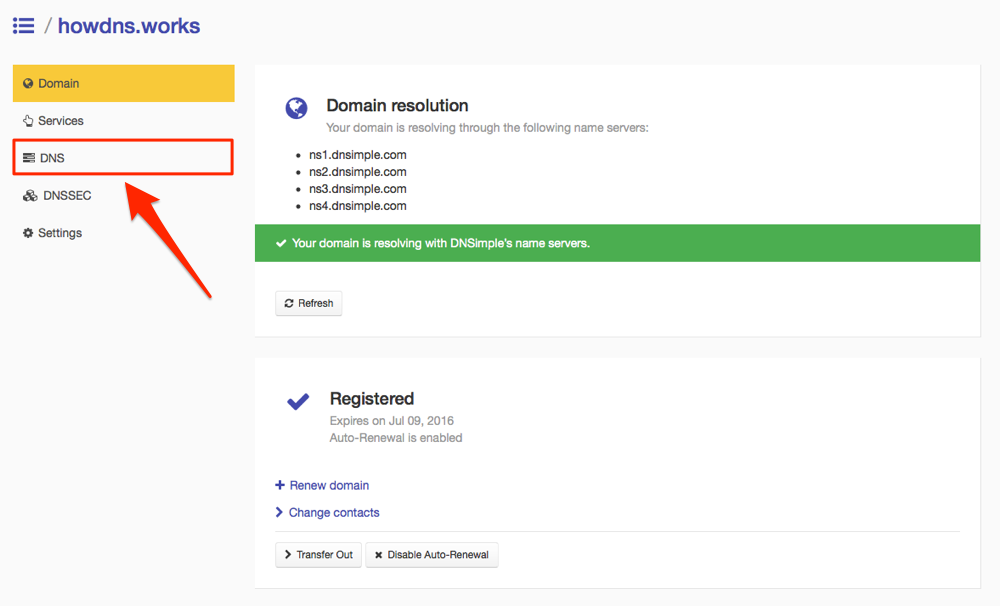 / howdns.works
Domain
Services
DNS
DNSSEC
Settings
Domain resolution
Your domain is resolving through the following name servers:
ns1.dnsimple.com
ns2.dnsimple.com
ns3.dnsimple.com
ns4.dnsimple.com
Your domain is resolving with DNSimple's name servers.
Refresh
Registered
Expires on Jul 09, 2016
Auto-Renewal is enabled
Renew domain
Change contacts
Transfer Out
Disable Auto-Renewal